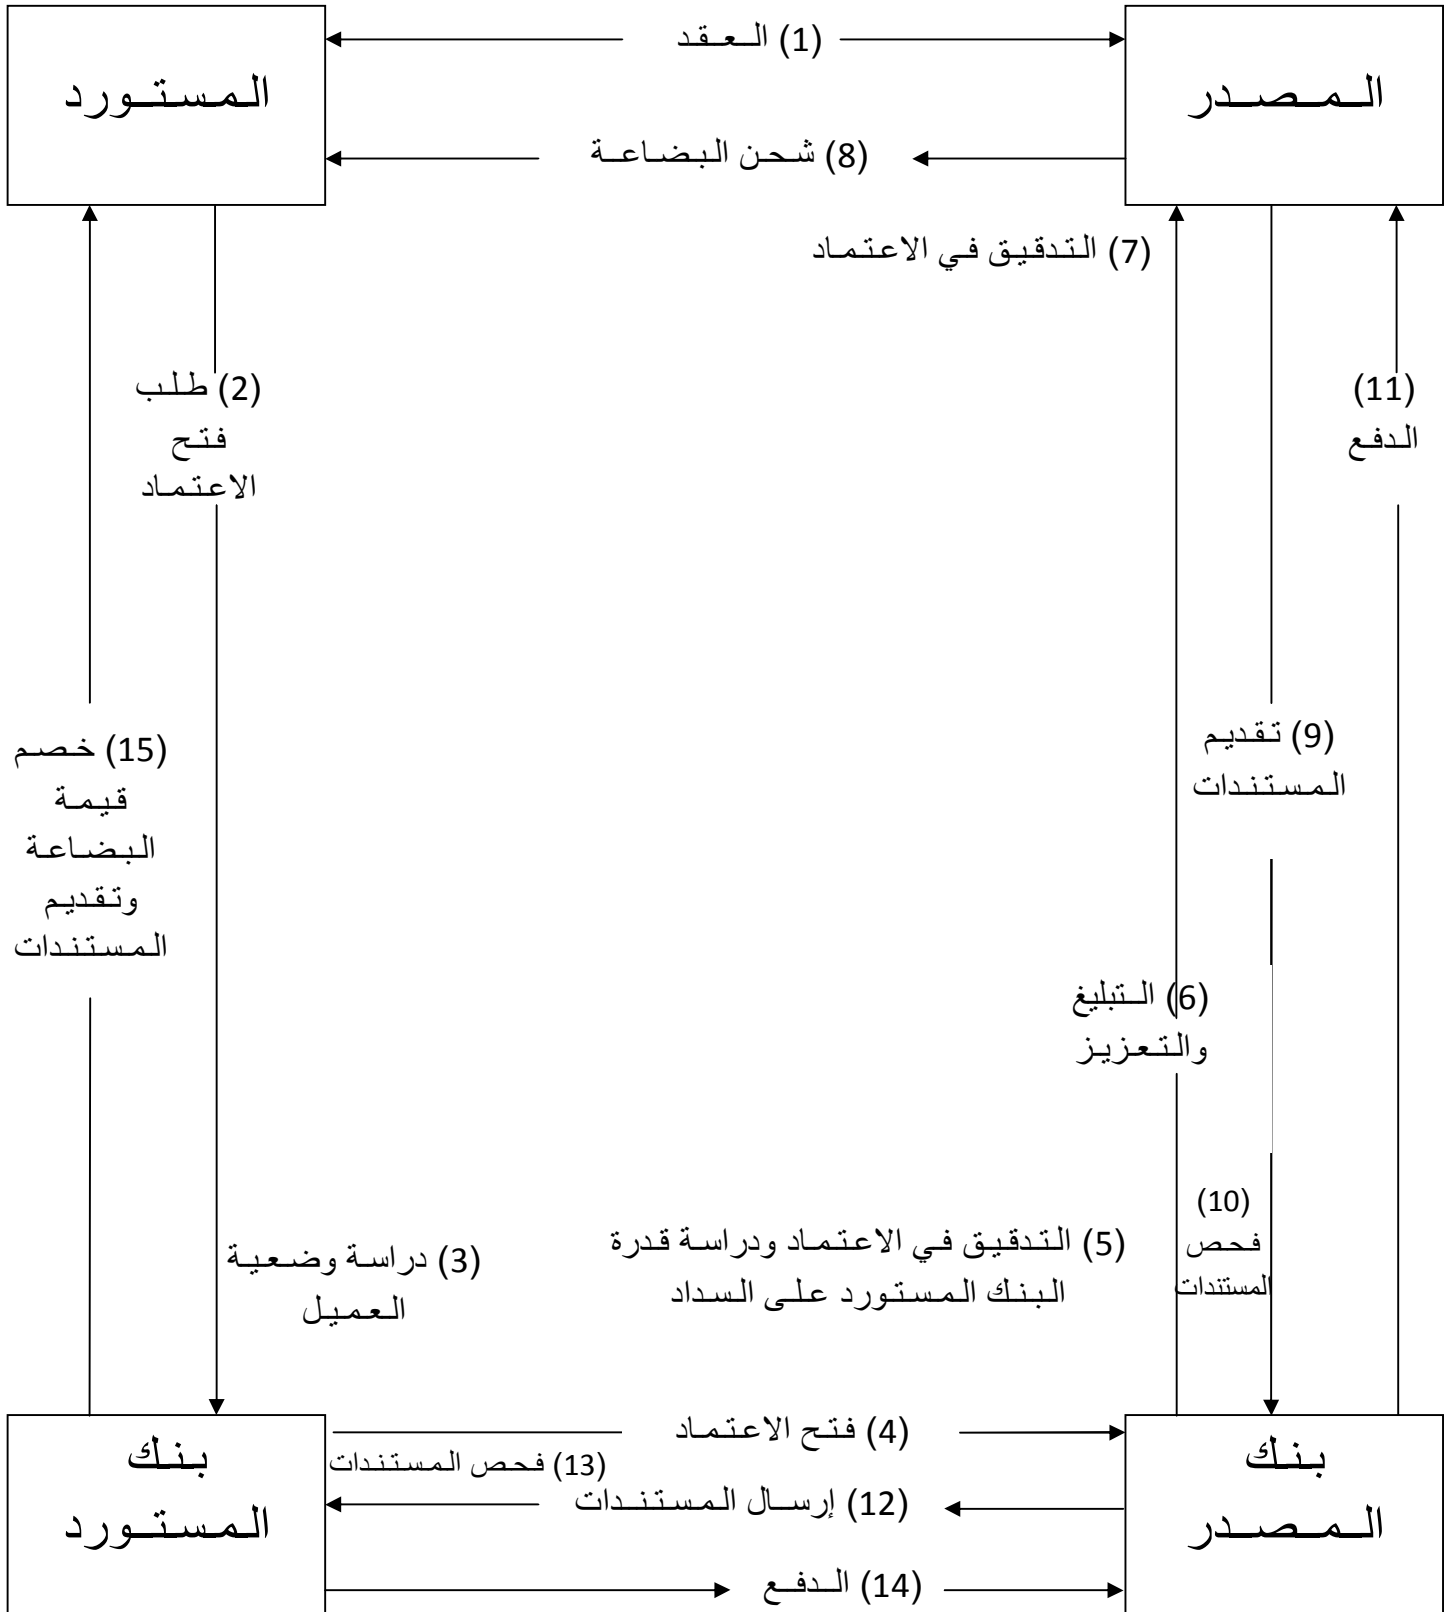 المصدر
(1) العقد
المستورد
(8) شحن البضاعة
(7) التدقيق في الاعتماد
(11)
الدفع
(2) طلب
فتح
الاعتماد
(9) تقديم
المستندات
(15) خصم
قيمة
البضاعة
وتقديم
المستندات
(6) التبليغ
والتعزيز
(10)
فحص
المستندات
(5) التدقيق في الاعتماد ودراسة قدرة
البنك المستورد على السداد
(3) دراسة وضعية
العميل
بنك
المصدر
(4) فتح الاعتماد
(13) فحص المستندات
(12) إرسال المستندات
(14) الدفع
بنك
المستورد